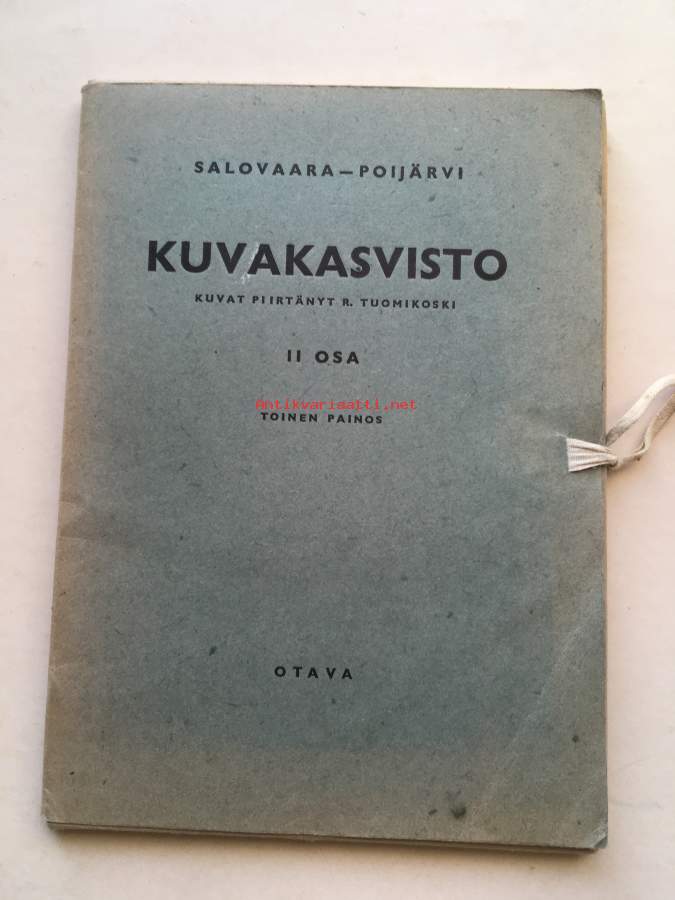 SALOVAARA — POIJÄRVI
KUVAKASVISTO
KUVAT PIIRTÄNYT R. TUOMIKOSKI
II OSA
Antikvariaatti.net
TOINEN PAINOS
OTAVA